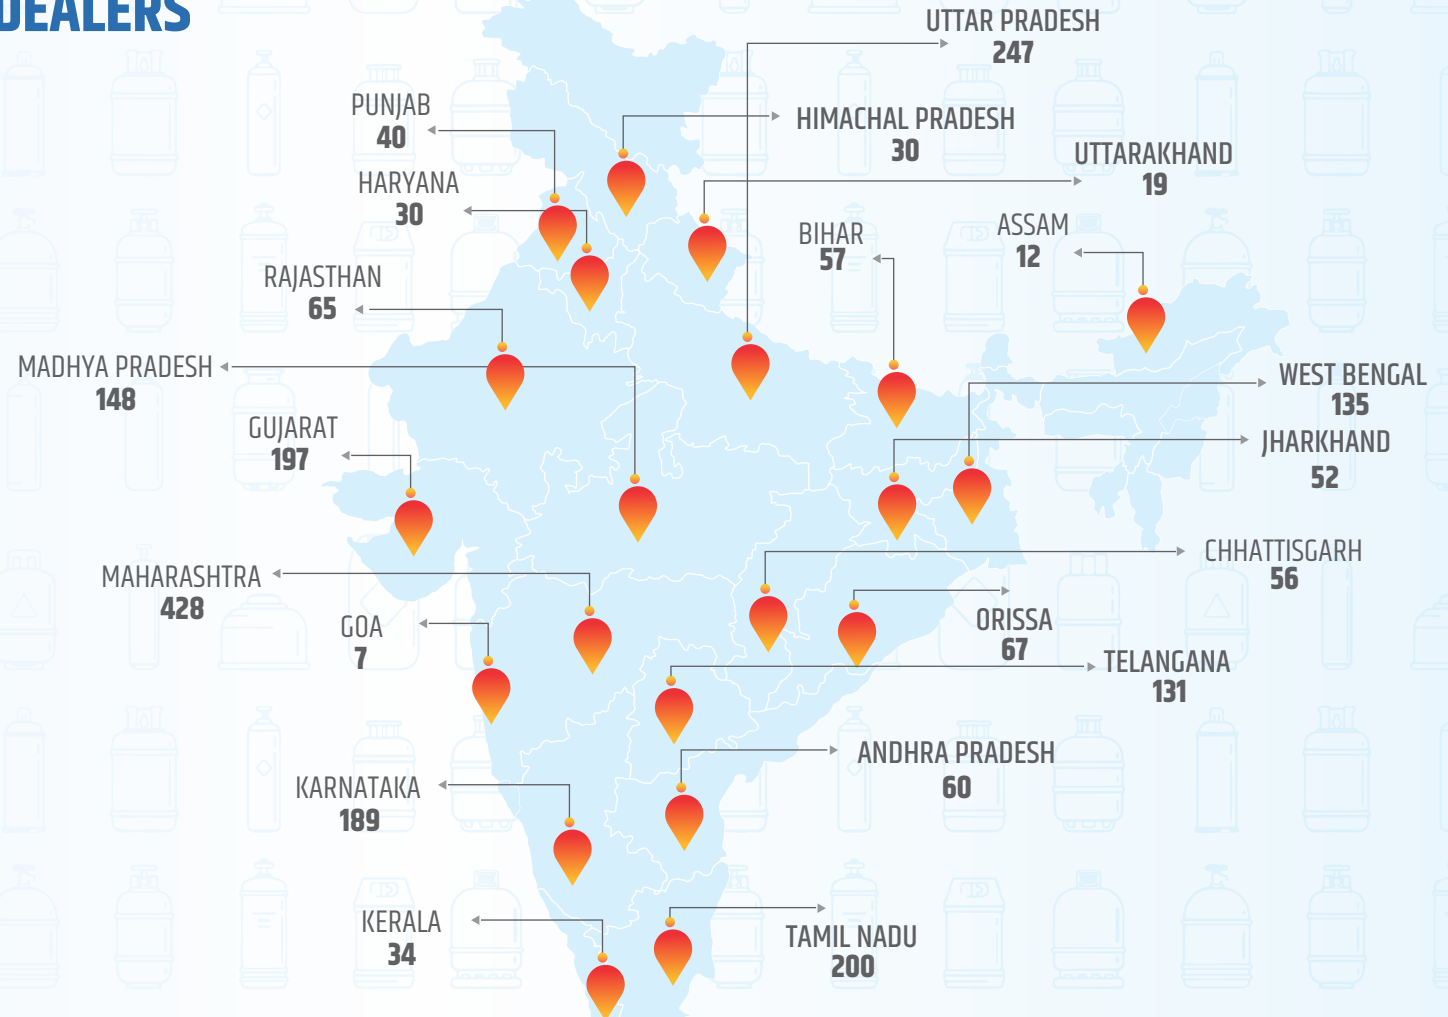 DEALERS
UTTAR PRADESH
247
PUNJAB
40
HIMACHAL PRADESH
30
UTTARAKHAND
19
HARYANA
30
BIHAR
57
ASSAM
12
RAJASTHAN
65
MADHYA PRADESH
148
WEST BENGAL
135
GUJARAT
197
JHARKHAND
52
CHHATTISGARH
56
MAHARASHTRA
428
ORISSA
67
GOA
7
TELANGANA
131
ANDHRA PRADESH
60
KARNATAKA
189
KERALA
34
TAMIL NADU
200